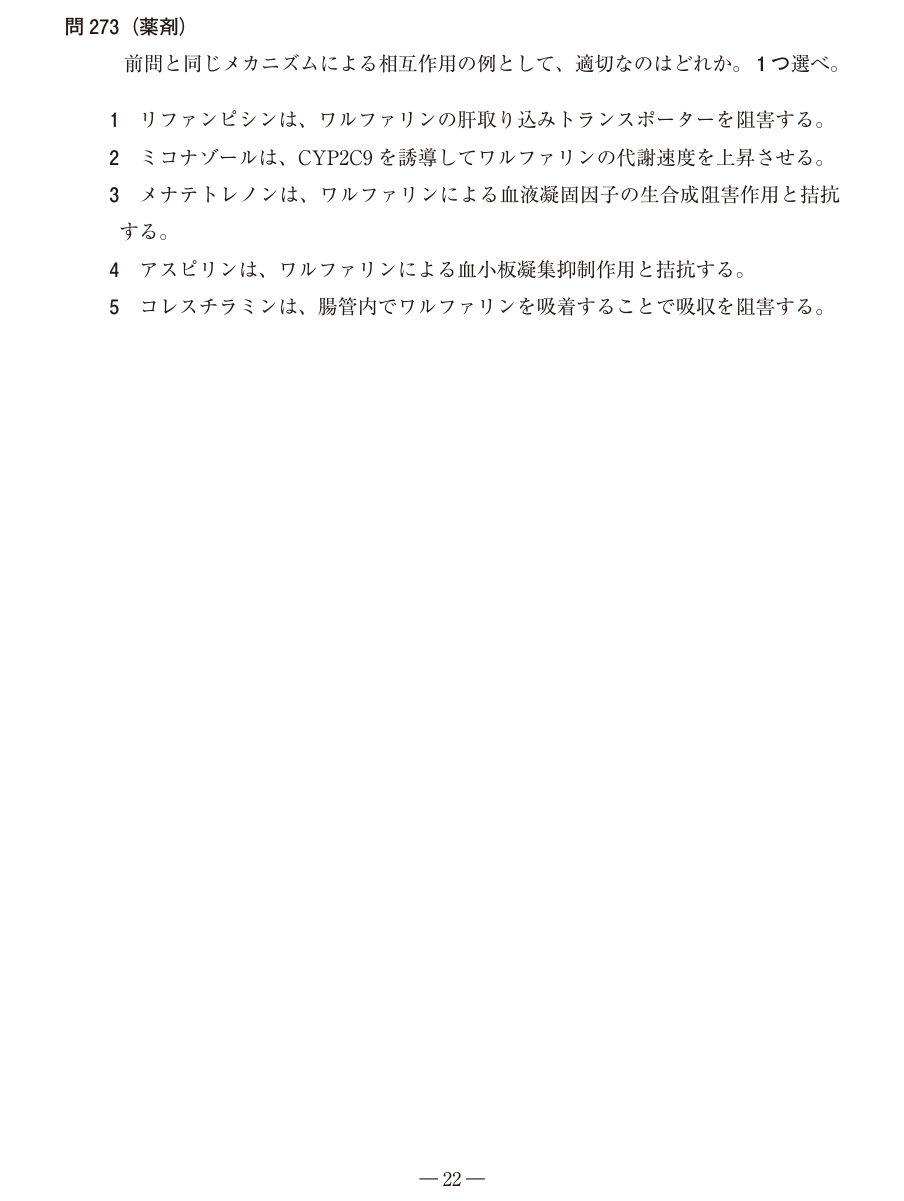 問 273（薬剤）
前問と同じメカニズムによる相互作用の例として、適切なのはどれか。1つ選べ。
1　リファンピシンは、ワルファリンの肝取り込みトランスポーターを阻害する。
2　ミコナゾールは、CYP2C9 を誘導してワルファリンの代謝速度を上昇させる。
3　メナテトレノンは、ワルファリンによる血液凝固因子の生合成阻害作用と拮抗
する。
4　アスピリンは、ワルファリンによる血小板凝集抑制作用と拮抗する。
5　コレスチラミンは、腸管内でワルファリンを吸着することで吸収を阻害する。
― 22 ―